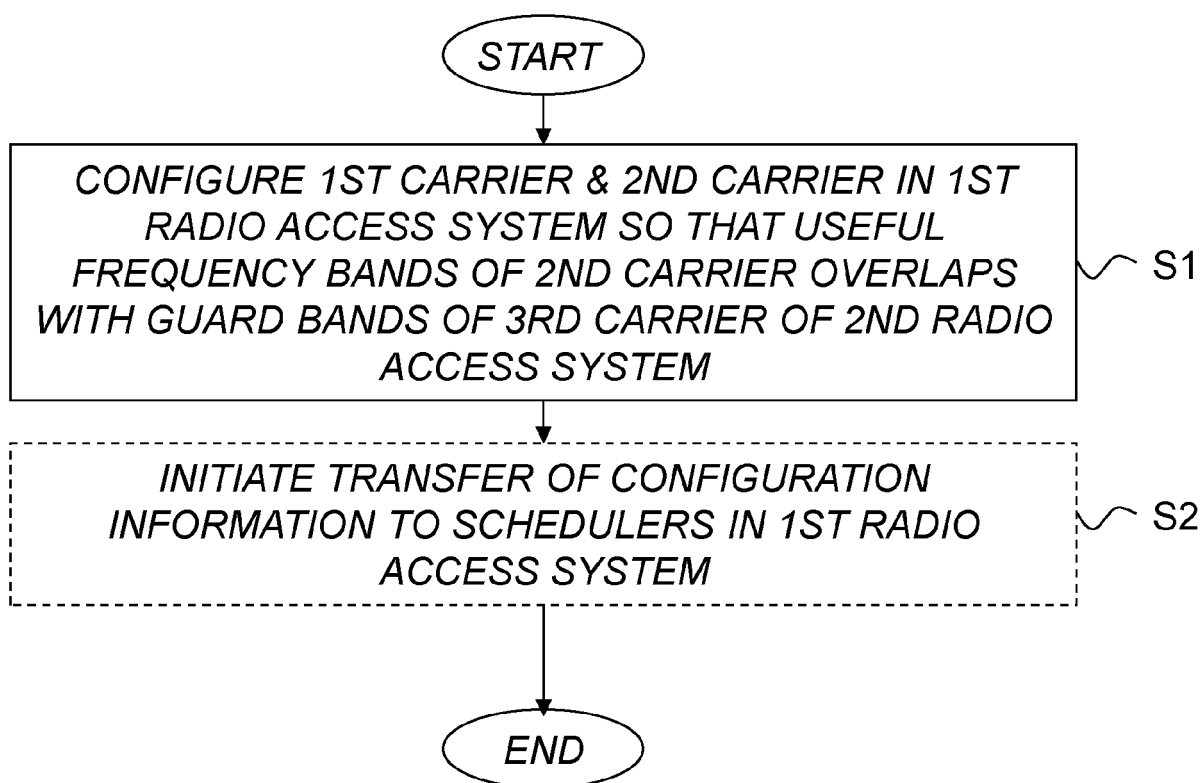 START
CONFIGURE 1ST CARRIER & 2ND CARRIER IN 1ST
RADIO ACCESS SYSTEM SO THAT USEFUL
FREQUENCY BANDS OF 2ND CARRIER OVERLAPS
WITH GUARD BANDS OF 3RD CARRIER OF 2ND RADIO
ACCESS SYSTEM
S1
INITIATE TRANSFER OF CONFIGURATION
INFORMATION TO SCHEDULERS IN 1ST RADIO
ACCESS SYSTEM
S2
END